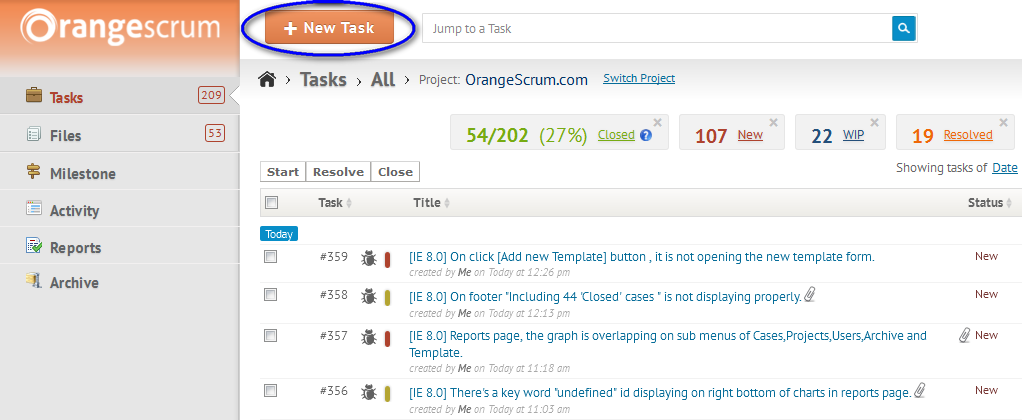 Orangescrum
+ New Task
Jump to a Task
Tasks 209
Files 53
Milestone
Activity
Reports
Archive
Tasks All Project: OrangeScrum.com Switch Project
54/202 (27%) Closed ?
107 New
22 WIP
19 Resolved
Start Resolve Close
Showing tasks of Date
Task Title Status
Today
#359 [IE 8.0] On click [Add new Template] button , it is not opening the new template form. New
created by Me on Today at 12:26 pm
#358 [IE 8.0] On footer "Including 44 'Closed' cases " is not displaying properly. New
created by Me on Today at 12:13 pm
#357 [IE 8.0] Reports page, the graph is overlapping on sub menus of Cases,Projects,Users,Archive and New
Template.
created by Me on Today at 11:18 am
#356 [IE 8.0] There's a key word "undefined" id displaying on right bottom of charts in reports page. New
created by Me on Today at 11:03 am